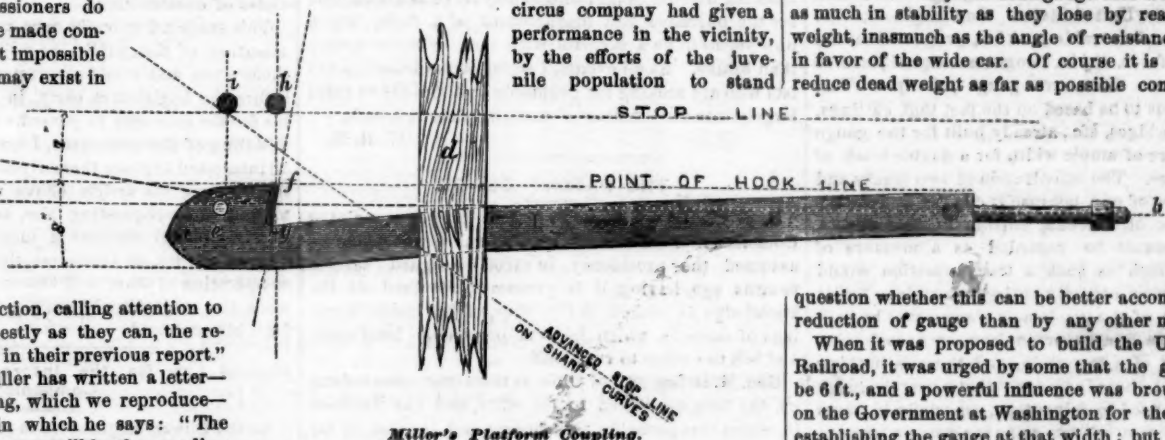 ssioners do
e made com-
t impossible
may exist in
i h
f
e g
ction, calling attention to
estly as they can, the re-
in their previous report."
ller has written a letter—
g, which we reproduce—
in which he says: "The
circus company had given a
performance in the vicinity,
by the efforts of the juve-
nile population to stand
STOP LINE
d
POINT OF HOOK LINE
b
ADVANCED STOP LINE
ON SHARP CURVES
Miller's Platform Coupling.
as much in stability as they lose by reas
weight, inasmuch as the angle of resistance
in favor of the wide car. Of course it is
reduce dead weight as far as possible con
question whether this can be better accom
reduction of gauge than by any other m
When it was proposed to build the U
Railroad, it was urged by some that the g
5 ft., and a powerful influence was
on the Government at Washington for the
establishing the gauge at that width; but